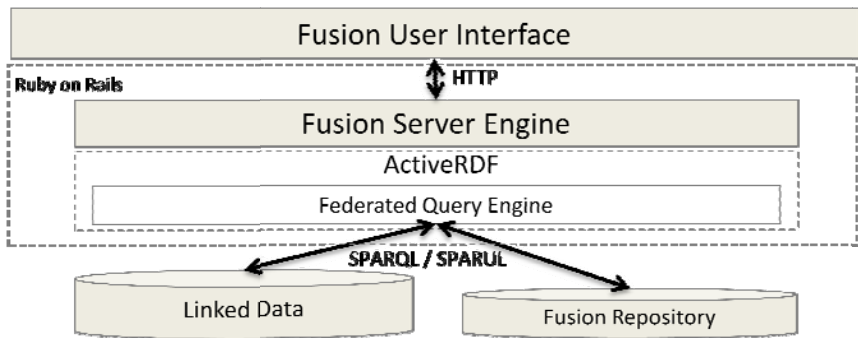 Fusion User Interface
HTTP
Ruby on Rails
Fusion Server Engine
ActiveRDF
Federated Query Engine
SPARQL / SPARUL
Linked Data
Fusion Repository